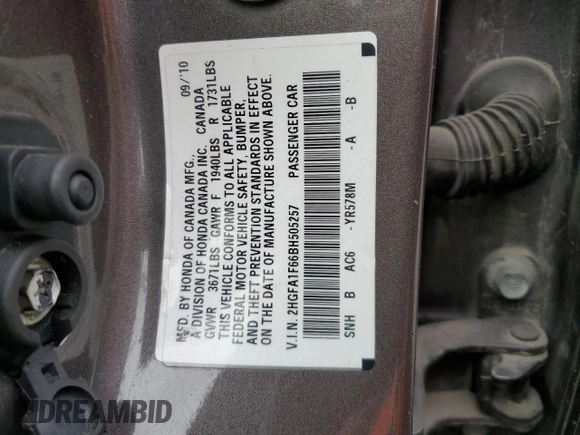 MFD. BY HONDA OF CANADA MFG., 09/'10
A DIVISION OF HONDA CANADA INC. CANADA
GVWR 3671LBS GAWR F 1940LBS R 1731LBS
THIS VEHICLE CONFORMS TO ALL APPLICABLE
FEDERAL MOTOR VEHICLE SAFETY, BUMPER,
AND THEFT PREVENTION STANDARDS IN EFFECT
ON THE DATE OF MANUFACTURE SHOWN ABOVE.
V.I.N. 2HGFA1F66BH505257 PASSENGER CAR
SNH B AC6 -YR578M -A -B
DREAMBID